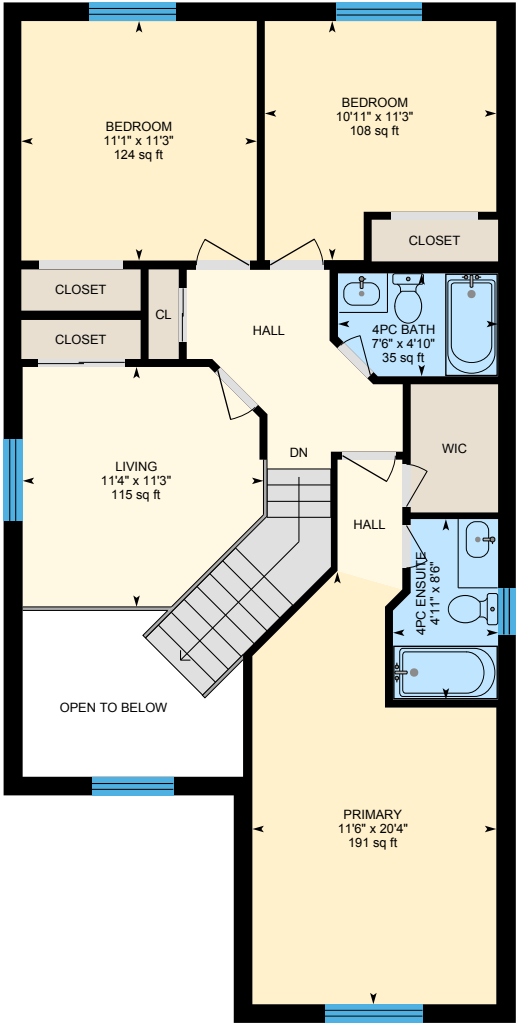 BEDROOM
11'1" x 11'3"
124 sq ft
BEDROOM
10'11" x 11'3"
108 sq ft
CLOSET
CLOSET
CL
HALL
4PC BATH
7'6" x 4'10"
35 sq ft
CLOSET
LIVING
11'4" x 11'3"
115 sq ft
DN
WIC
HALL
4PC ENSUITE
4'11" x 8'6"
OPEN TO BELOW
PRIMARY
11'6" x 20'4"
191 sq ft